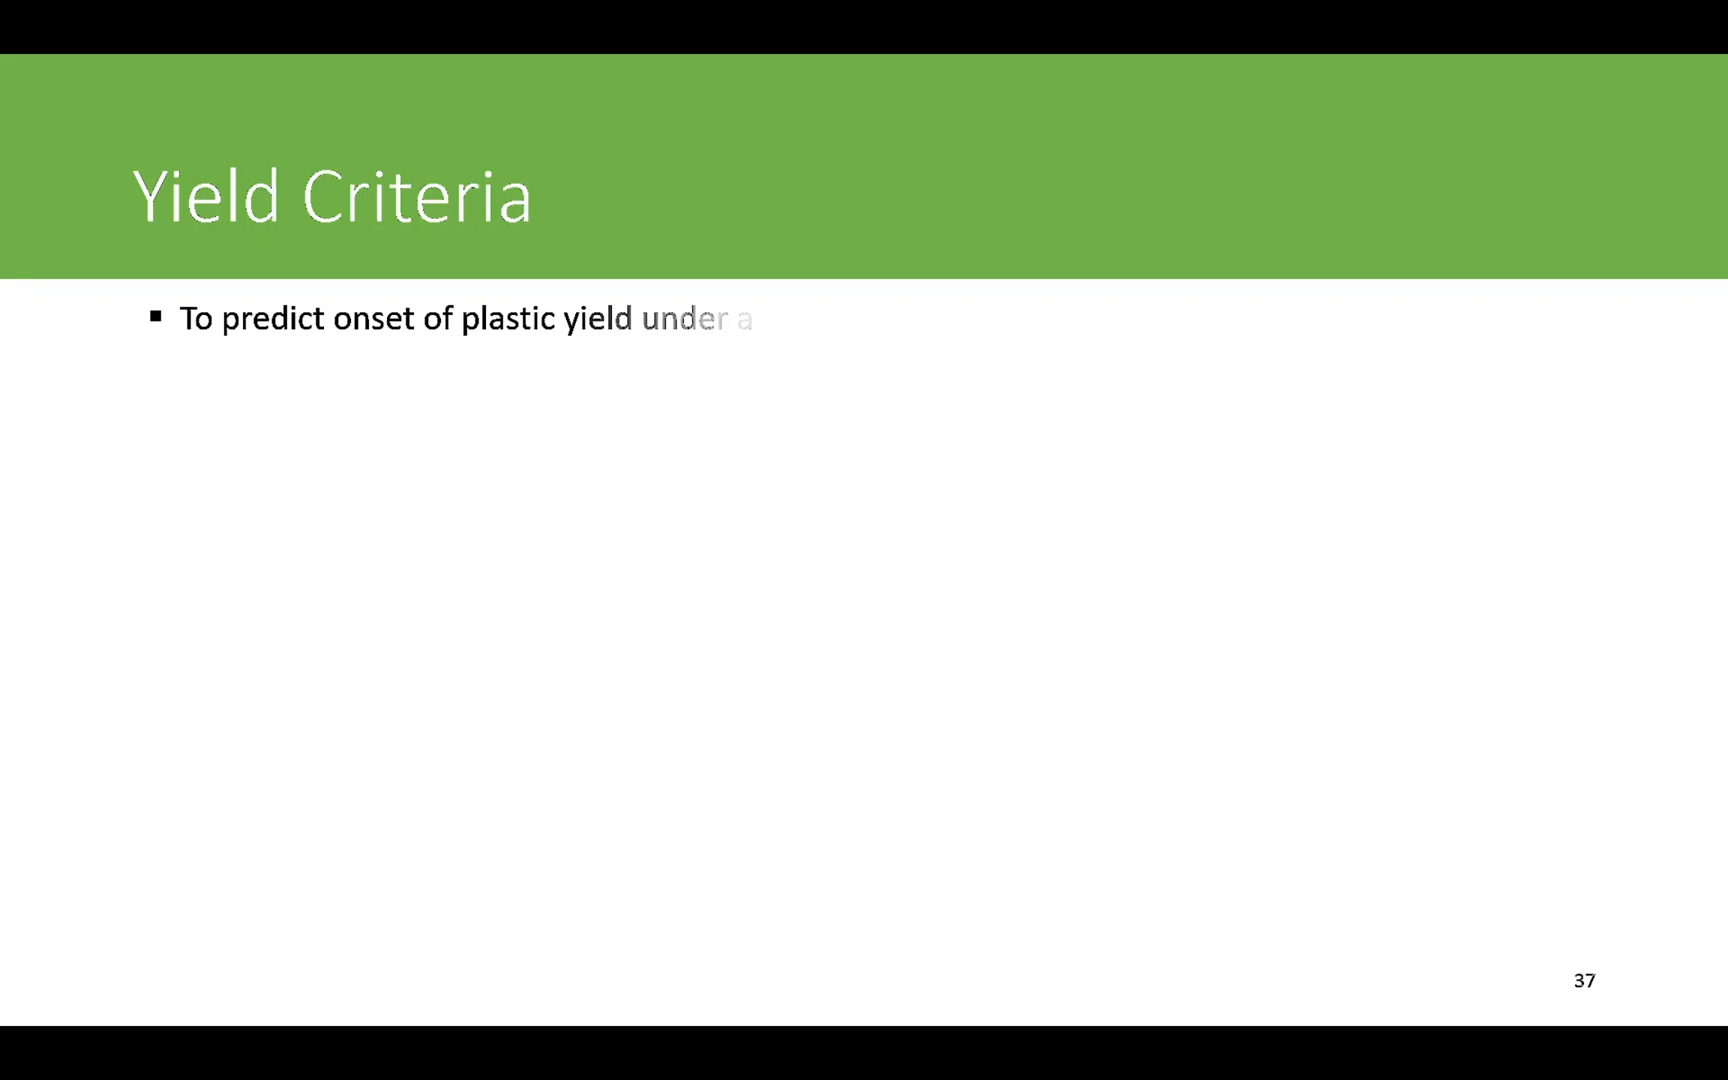 Yield Criteria
▪ To predict onset of plastic yield under a
37